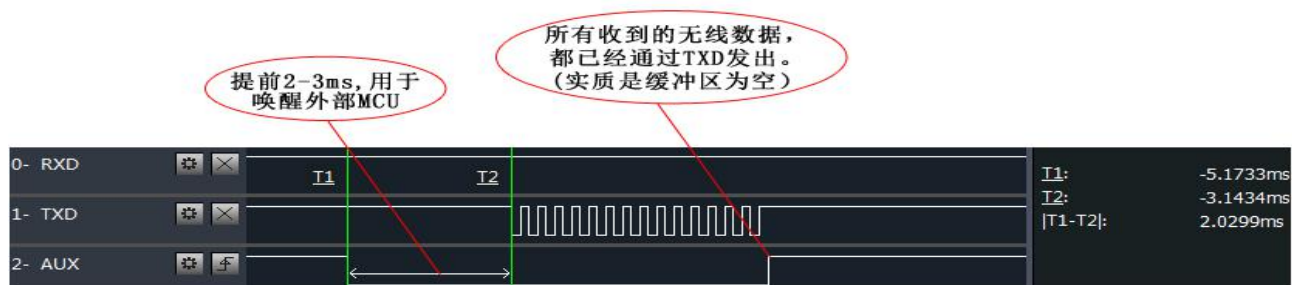 所有收到的无线数据，
都已经通过TXD发出。
(实质是缓冲区为空)
提前2-3ms,用于
唤醒外部MCU
0- RXD
T1
T2
T1: -5.1733ms
T2: -3.1434ms
1- TXD
|T1-T2|: 2.0299ms
2- AUX